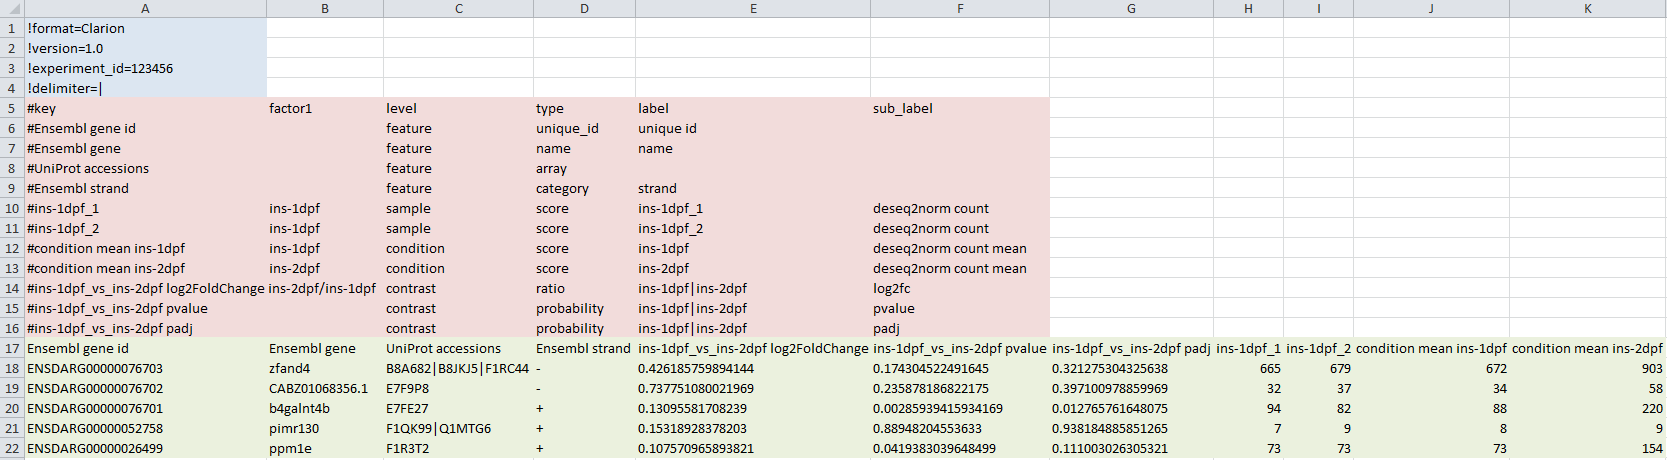 A B C D E F G H I J K
1 !format=Clarion
2 !version=1.0
3 !experiment_id=123456
4 !delimiter=|
5 #key factor1 level type label sub_label
6 #Ensembl gene id feature unique_id unique id
7 #Ensembl gene feature name name
8 #UniProt accessions feature array
9 #Ensembl strand feature category strand
10 #ins-1dpf_1 ins-1dpf sample score ins-1dpf_1 deseq2norm count
11 #ins-1dpf_2 ins-1dpf sample score ins-1dpf_2 deseq2norm count
12 #condition mean ins-1dpf ins-1dpf condition score ins-1dpf deseq2norm count mean
13 #condition mean ins-2dpf ins-2dpf condition score ins-2dpf deseq2norm count mean
14 #ins-1dpf_vs_ins-2dpf log2FoldChange ins-2dpf/ins-1dpf contrast ratio ins-1dpf|ins-2dpf log2fc
15 #ins-1dpf_vs_ins-2dpf pvalue contrast probability ins-1dpf|ins-2dpf pvalue
16 #ins-1dpf_vs_ins-2dpf padj contrast probability ins-1dpf|ins-2dpf padj
17 Ensembl gene id Ensembl gene UniProt accessions Ensembl strand ins-1dpf_vs_ins-2dpf log2FoldChange ins-1dpf_vs_ins-2dpf pvalue ins-1dpf_vs_ins-2dpf padj ins-1dpf_1 ins-1dpf_2 condition mean ins-1dpf condition mean ins-2dpf
18 ENSDARG00000076703 zfand4 B8A682|B8JKJ5|F1RC44 - 0.426185759894144 0.174304522491645 0.321275304325638 665 679 672 903
19 ENSDARG00000076702 CABZ01068356.1 E7F9P8 - 0.737751080021969 0.235878186822175 0.397100978859969 32 37 34 58
20 ENSDARG00000076701 b4galnt4b E7FE27 + 0.13095581708239 0.00285939415934169 0.012765761648075 94 82 88 220
21 ENSDARG00000052758 pimr130 F1QK99|Q1MTG6 + 0.15318928378203 0.88948204553633 0.938184885851265 7 9 8 9
22 ENSDARG00000026499 ppm1e F1R3T2 + 0.107570965893821 0.0419383039648499 0.111003026305321 73 73 73 154